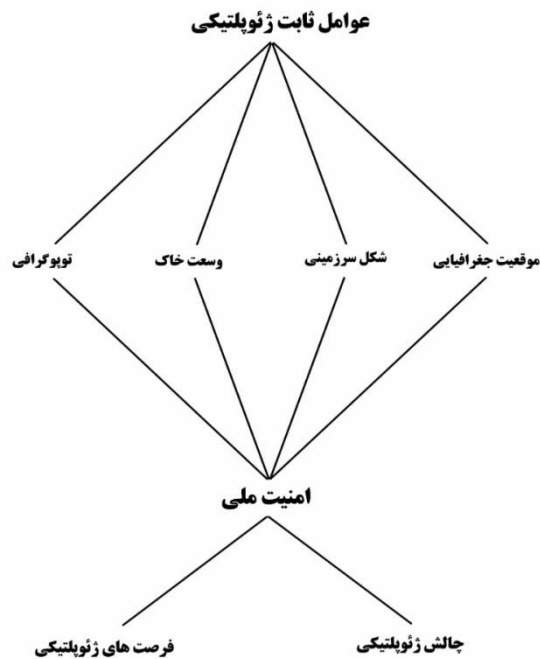 عوامل ثابت ژئوپلتیکی
موقعیت جغرافیایی
شکل سرزمینی
وسعت خاک
توپوگرافی
امنیت ملی
چالش ژئوپلتیکی
فرصت های ژئوپلتیکی